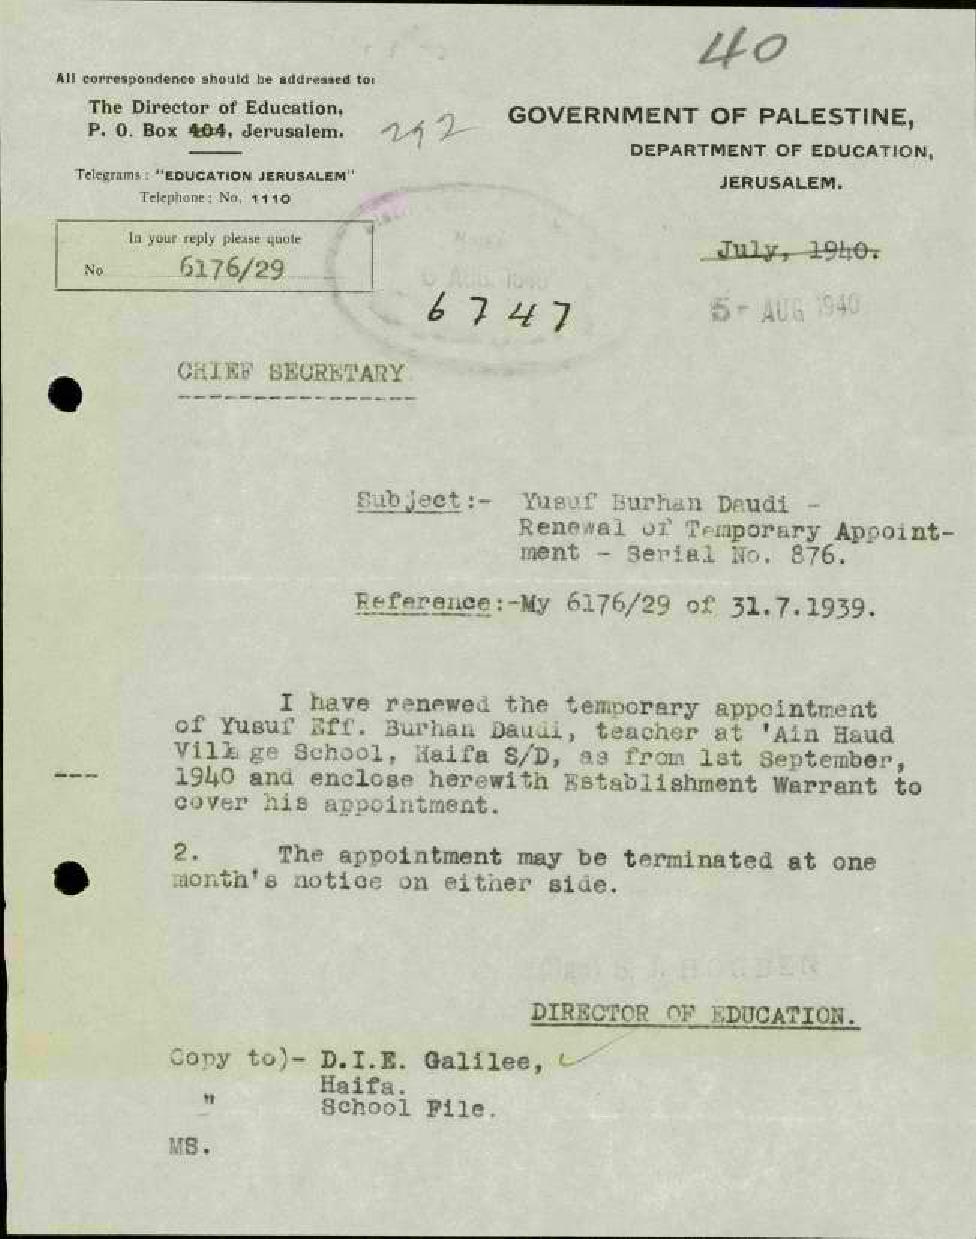 40
All correspondence should be addressed to:
The Director of Education,
P. O. Box 404, Jerusalem.
292
Telegrams: "EDUCATION JERUSALEM"
Telephone: No. 1110
In your reply please quote
No 6176/29
GOVERNMENT OF PALESTINE,
DEPARTMENT OF EDUCATION,
JERUSALEM.
July, 1940.
5- AUG 1940
AUG. 1940
6747
CHIEF SECRETARY
Subject:- Yusuf Burhan Daudi -
Renewal of Temporary Appoint-
ment - Serial No. 876.
Reference:-My 6176/29 of 31.7.1939.
I have renewed the temporary appointment
of Yusuf Eff. Burhan Daudi, teacher at 'Ain Haud
Village School, Haifa S/D, as from 1st September,
1940 and enclose herewith Establishment Warrant to
cover his appointment.
2. The appointment may be terminated at one
month's notice on either side.
DIRECTOR OF EDUCATION.
Copy to)- D.I.E. Galilee,
Haifa.
" School File.
MS.